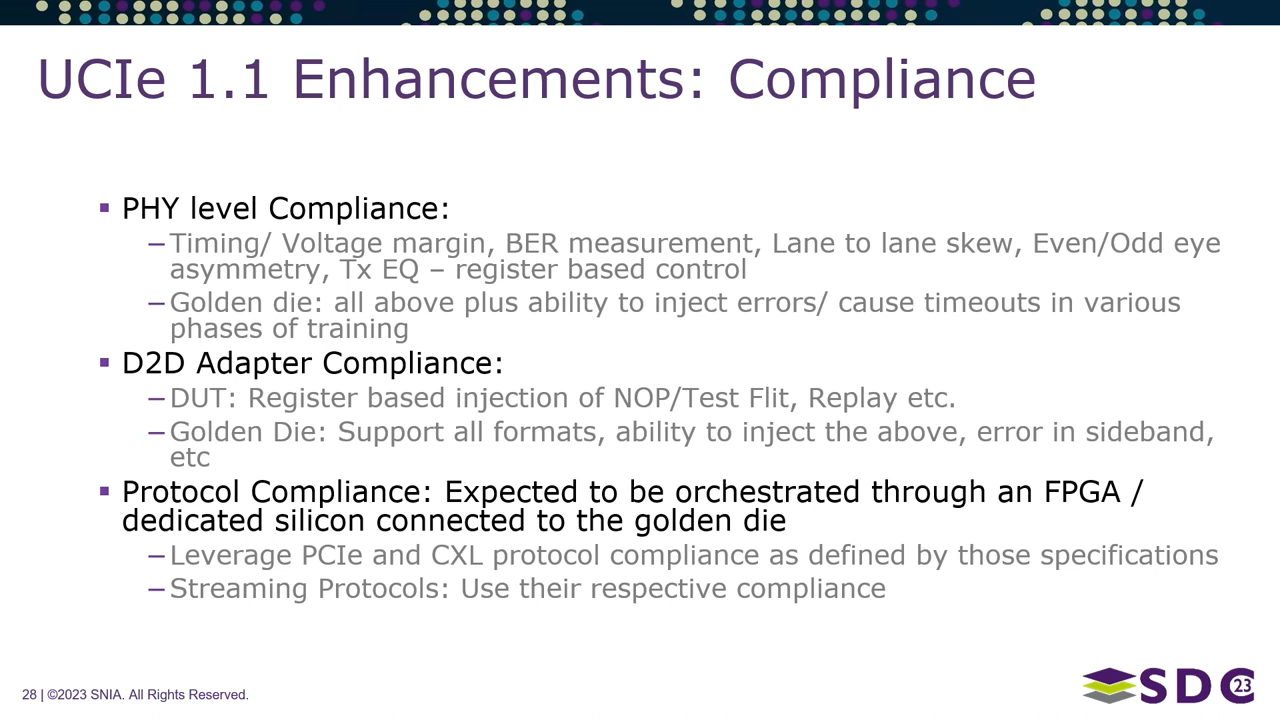 UCIe 1.1 Enhancements: Compliance
▪ PHY level Compliance:
– Timing/ Voltage margin, BER measurement, Lane to lane skew, Even/Odd eye
asymmetry, Tx EQ – register based control
– Golden die: all above plus ability to inject errors/ cause timeouts in various
phases of training
▪ D2D Adapter Compliance:
– DUT: Register based injection of NOP/Test Flit, Replay etc.
– Golden Die: Support all formats, ability to inject the above, error in sideband,
etc
▪ Protocol Compliance: Expected to be orchestrated through an FPGA /
dedicated silicon connected to the golden die
– Leverage PCIe and CXL protocol compliance as defined by those specifications
– Streaming Protocols: Use their respective compliance
28 | ©2023 SNIA. All Rights Reserved.
SDC 23